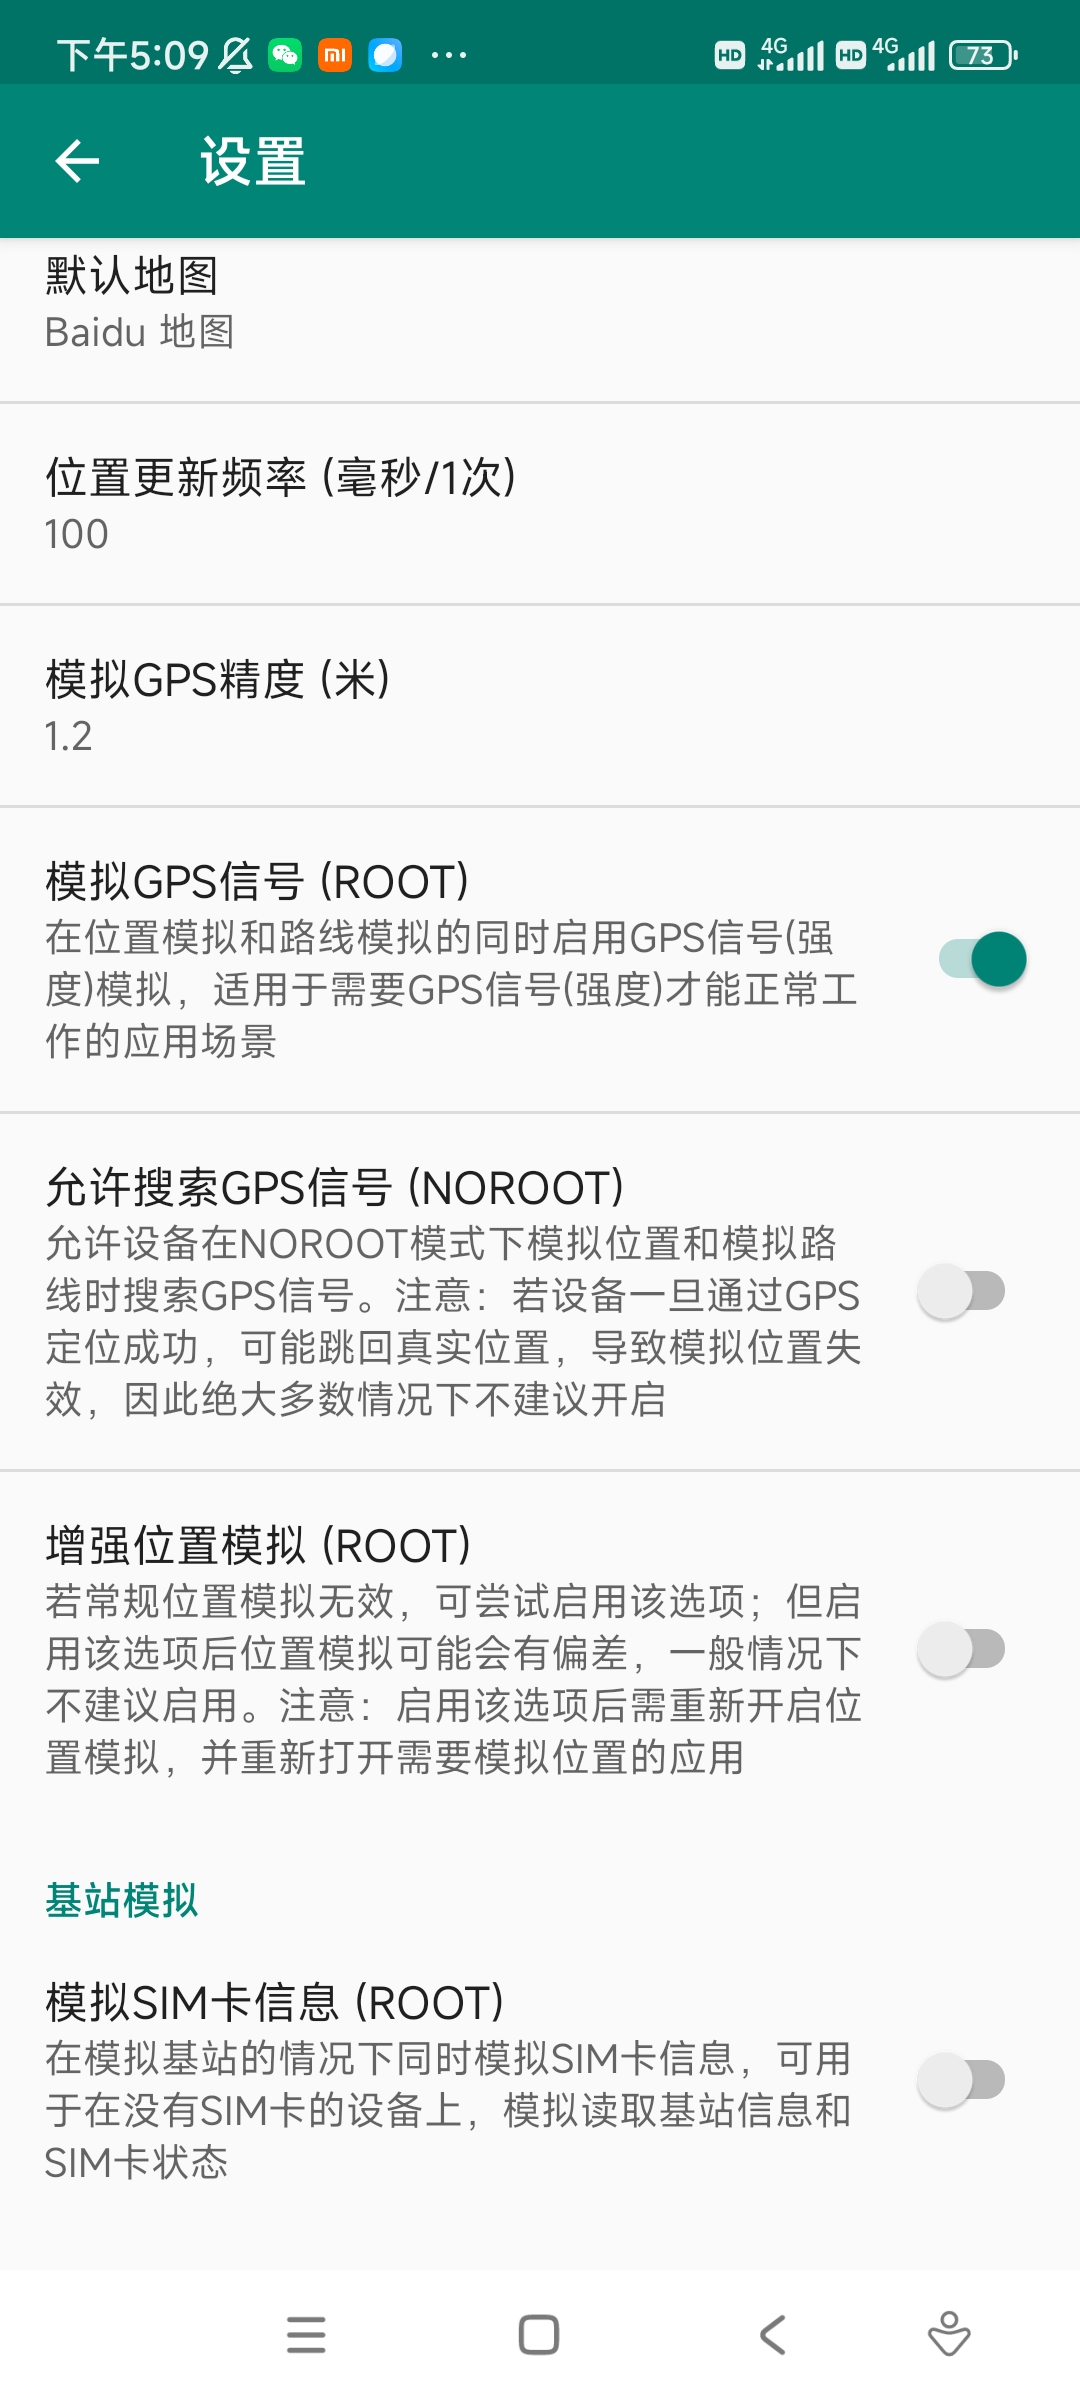 下午5:09
HD 4G HD 4G 73
设置
默认地图
Baidu 地图
位置更新频率 (毫秒/1次)
100
模拟GPS精度 (米)
1.2
模拟GPS信号 (ROOT)
在位置模拟和路线模拟的同时启用GPS信号(强
度)模拟，适用于需要GPS信号(强度)才能正常工
作的应用场景
允许搜索GPS信号 (NOROOT)
允许设备在NOROOT模式下模拟位置和模拟路
线时搜索GPS信号。注意：若设备一旦通过GPS
定位成功，可能跳回真实位置，导致模拟位置失
效，因此绝大多数情况下不建议开启
增强位置模拟 (ROOT)
若常规位置模拟无效，可尝试启用该选项；但启
用该选项后位置模拟可能会有偏差，一般情况下
不建议启用。注意：启用该选项后需重新开启位
置模拟，并重新打开需要模拟位置的应用
基站模拟
模拟SIM卡信息 (ROOT)
在模拟基站的情况下同时模拟SIM卡信息，可用
于在没有SIM卡的设备上，模拟读取基站信息和
SIM卡状态